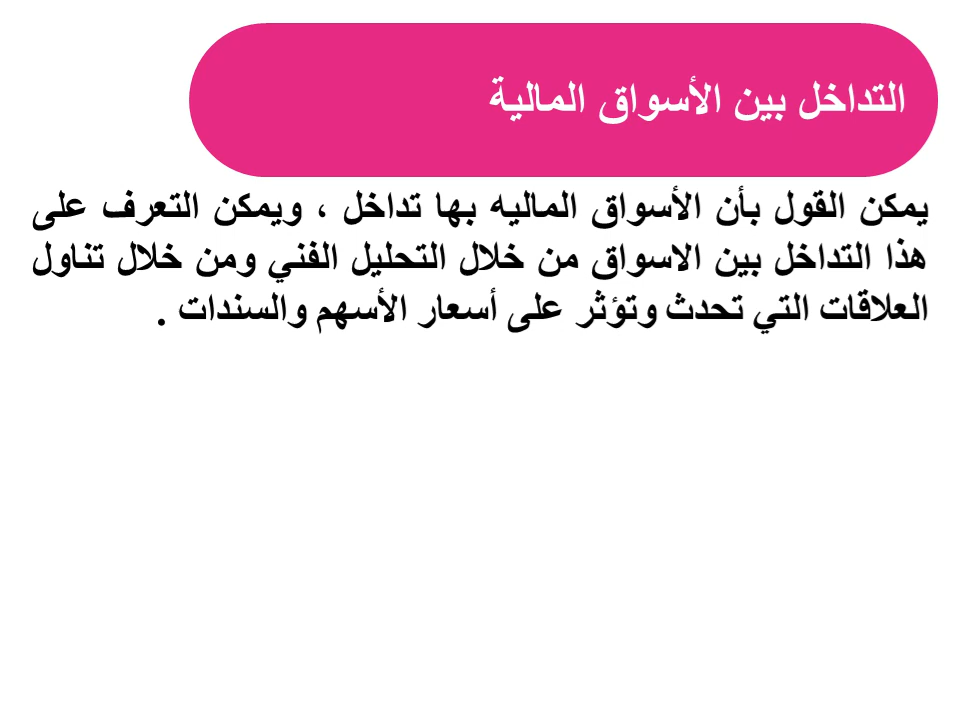 التداخل بين الأسواق المالية
يمكن القول بأن الأسواق الماليه بها تداخل ، ويمكن التعرف على
هذا التداخل بين الاسواق من خلال التحليل الفني ومن خلال تناول
العلاقات التي تحدث وتؤثر على أسعار الأسهم والسندات .